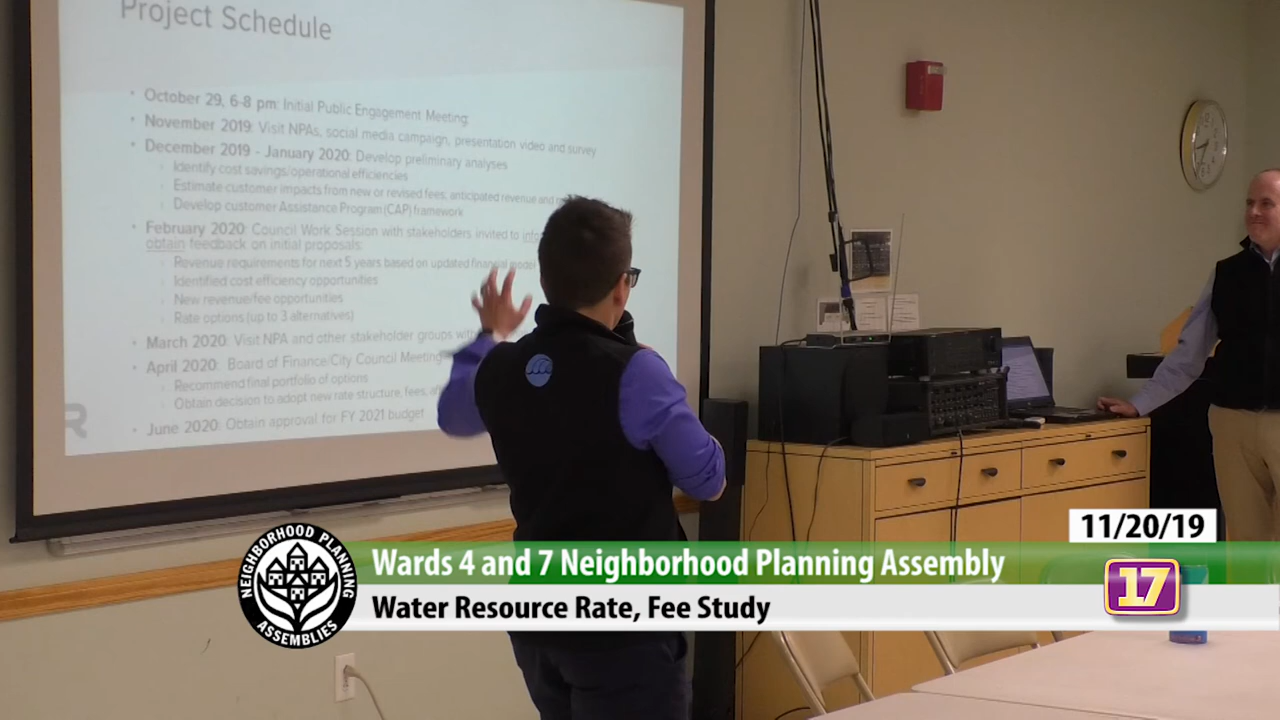 Project Schedule
• October 29, 6-8 pm: Initial Public Engagement Meeting
• November 2019: Visit NPAs, social media campaign, presentation video and survey
• December 2019 - January 2020: Develop preliminary analyses
◦ Identify cost savings/operational efficiencies
◦ Estimate customer impacts from new or revised fees, anticipated revenue and
◦ Develop customer Assistance Program (CAP) framework
• February 2020: Council Work Session with stakeholders invited to
obtain feedback on initial proposals:
◦ Revenue requirements for next 5 years based on updated financial model
◦ Identified cost efficiency opportunities
◦ New revenue/fee opportunities
◦ Rate options (up to 3 alternatives)
• March 2020: Visit NPA and other stakeholder groups
• April 2020: Board of Finance/City Council Meeting
◦ Recommend final portfolio of options
◦ Obtain decision to adopt new rate structure, fees,
• June 2020: Obtain approval for FY 2021 budget
R
11/20/19
NEIGHBORHOOD PLANNING
ASSEMBLIES
Wards 4 and 7 Neighborhood Planning Assembly
17
Water Resource Rate, Fee Study